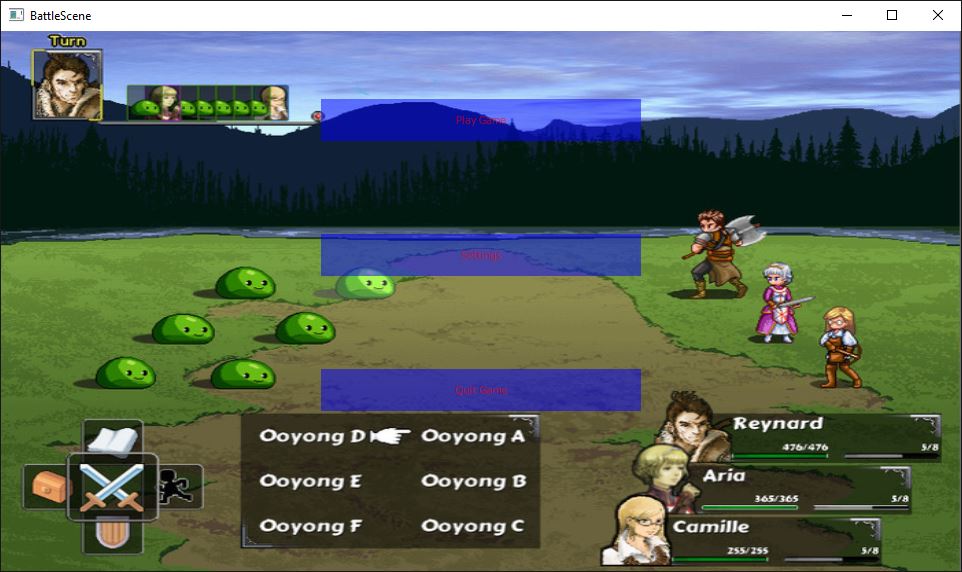 BattleScene
Turn
Play Game
Settings
Quit Game
Ooyong D
Ooyong A
Ooyong E
Ooyong B
Ooyong F
Ooyong C
Reynard
476/476
5/8
Aria
365/365
5/8
Camille
255/255
5/8